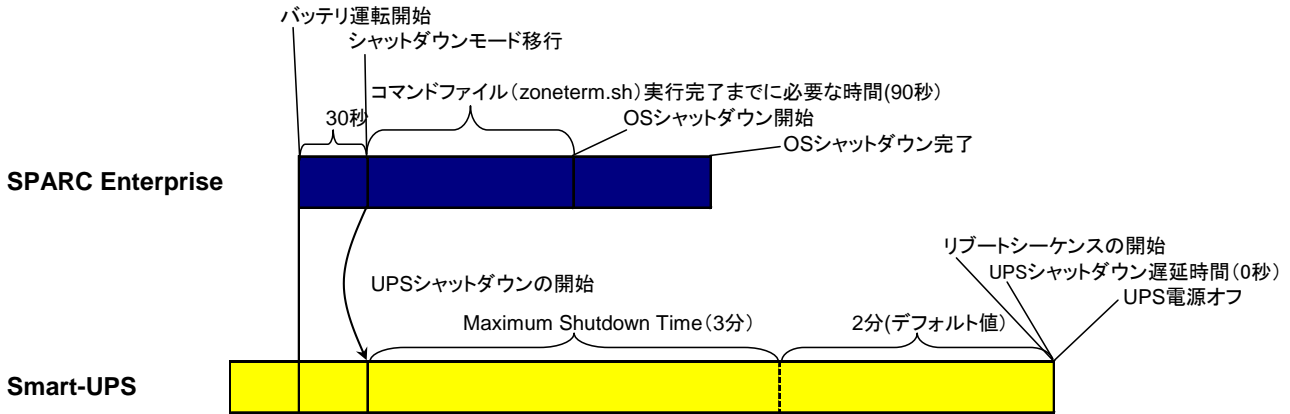 バッテリ運転開始
シャットダウンモード移行
コマンドファイル（zoneterm.sh）実行完了までに必要な時間(90秒）
30秒
OSシャットダウン開始
OSシャットダウン完了
SPARC Enterprise
リブートシーケンスの開始
UPSシャットダウン遅延時間（0秒）
UPS電源オフ
UPSシャットダウンの開始
Maximum Shutdown Time（3分）
2分(デフォルト値）
Smart-UPS